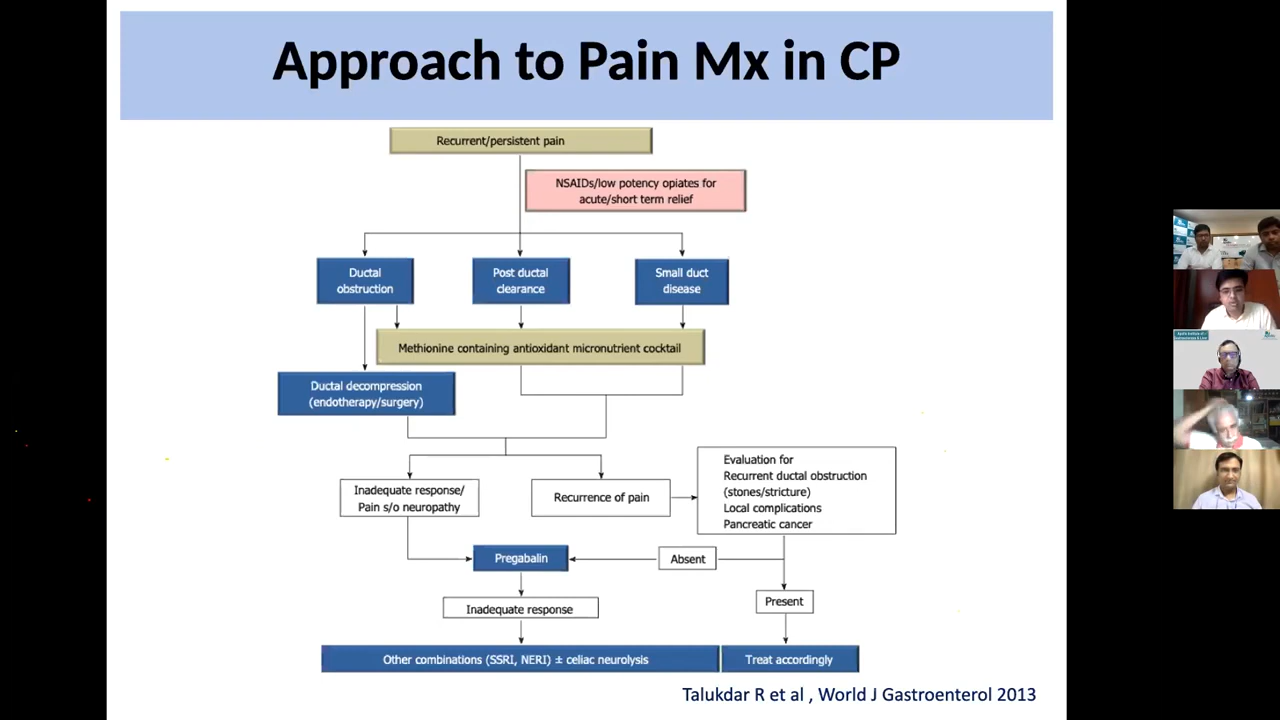 Approach to Pain Mx in CP
Recurrent/persistent pain
NSAIDs/low potency opiates for
acute/short term relief
Ductal
obstruction
Post ductal
clearance
Small duct
disease
Methionine containing antioxidant micronutrient cocktail
Ductal decompression
(endotherapy/surgery)
Inadequate response/
Pain s/o neuropathy
Recurrence of pain
Evaluation for
Recurrent ductal obstruction
(stones/stricture)
Local complications
Pancreatic cancer
Pregabalin
Absent
Present
Inadequate response
Other combinations (SSRI, NERI) ± celiac neurolysis
Treat accordingly
Talukdar R et al , World J Gastroenterol 2013